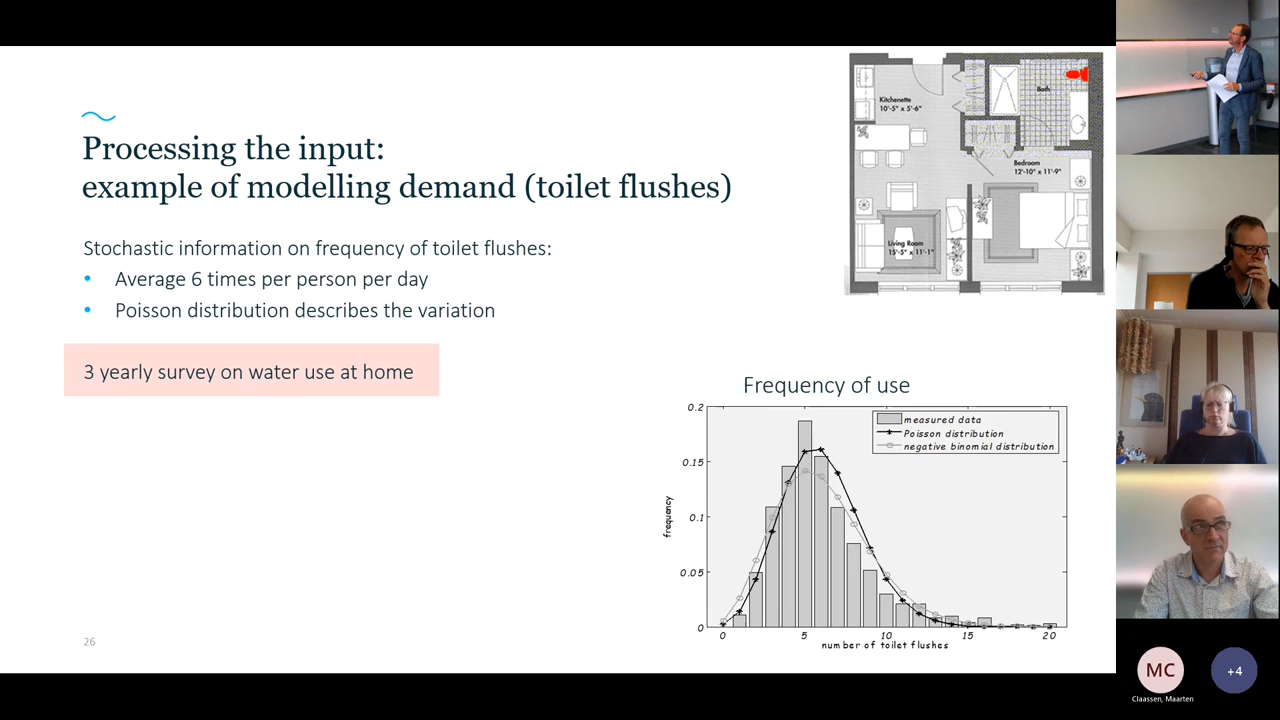 Processing the input:
example of modelling demand (toilet flushes)
Stochastic information on frequency of toilet flushes:
• Average 6 times per person per day
• Poisson distribution describes the variation
3 yearly survey on water use at home
26
Kitchenette
10'-5" x 5'-6"
Bath
Bedroom
12'-10" x 11'-9"
Living Room
15'-5" x 11'-1"
Frequency of use
measured data
Poisson distribution
negative binomial distribution
frequency
0.2
0.15
0.1
0.05
0
0 5 10 15 20
number of toilet flushes
MC
+4
Claassen, Maarten